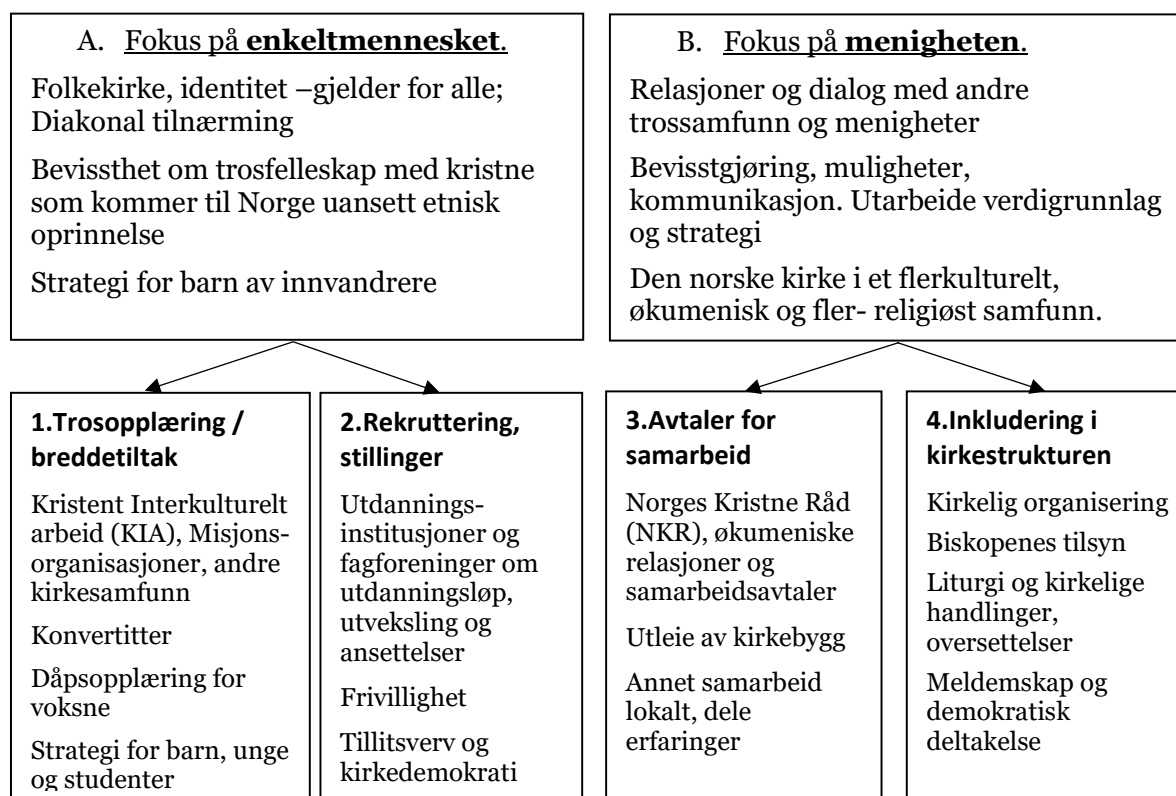 A. Fokus på enkeltmennesket.
Folkekirke, identitet –gjelder for alle;
Diakonal tilnærming
Bevissthet om trosfelleskap med kristne
som kommer til Norge uansett etnisk
oprinnelse
Strategi for barn av innvandrere
B. Fokus på menigheten.
Relasjoner og dialog med andre
trossamfunn og menigheter
Bevisstgjøring, muligheter,
kommunikasjon. Utarbeide verdigrunnlag
og strategi
Den norske kirke i et flerkulturelt,
økumenisk og fler- religiøst samfunn.
1.Trosopplæring /
breddetiltak
Kristent Interkulturelt
arbeid (KIA), Misjons-
organisasjoner, andre
kirkesamfunn
Konvertitter
Dåpsopplæring for
voksne
Strategi for barn, unge
og studenter
2.Rekruttering,
stillinger
Utdannings-
institusjoner og
fagforeninger om
utdanningsløp,
utveksling og
ansettelser
Frivillighet
Tillitsverv og
kirkedemokrati
3.Avtaler for
samarbeid
Norges Kristne Råd
(NKR), økumeniske
relasjoner og
samarbeidsavtaler
Utleie av kirkebygg
Annet samarbeid
lokalt, dele
erfaringer
4.Inkludering i
kirkestrukturen
Kirkelig organisering
Biskopenes tilsyn
Liturgi og kirkelige
handlinger,
oversettelser
Meldemskap og
demokratisk
deltakelse